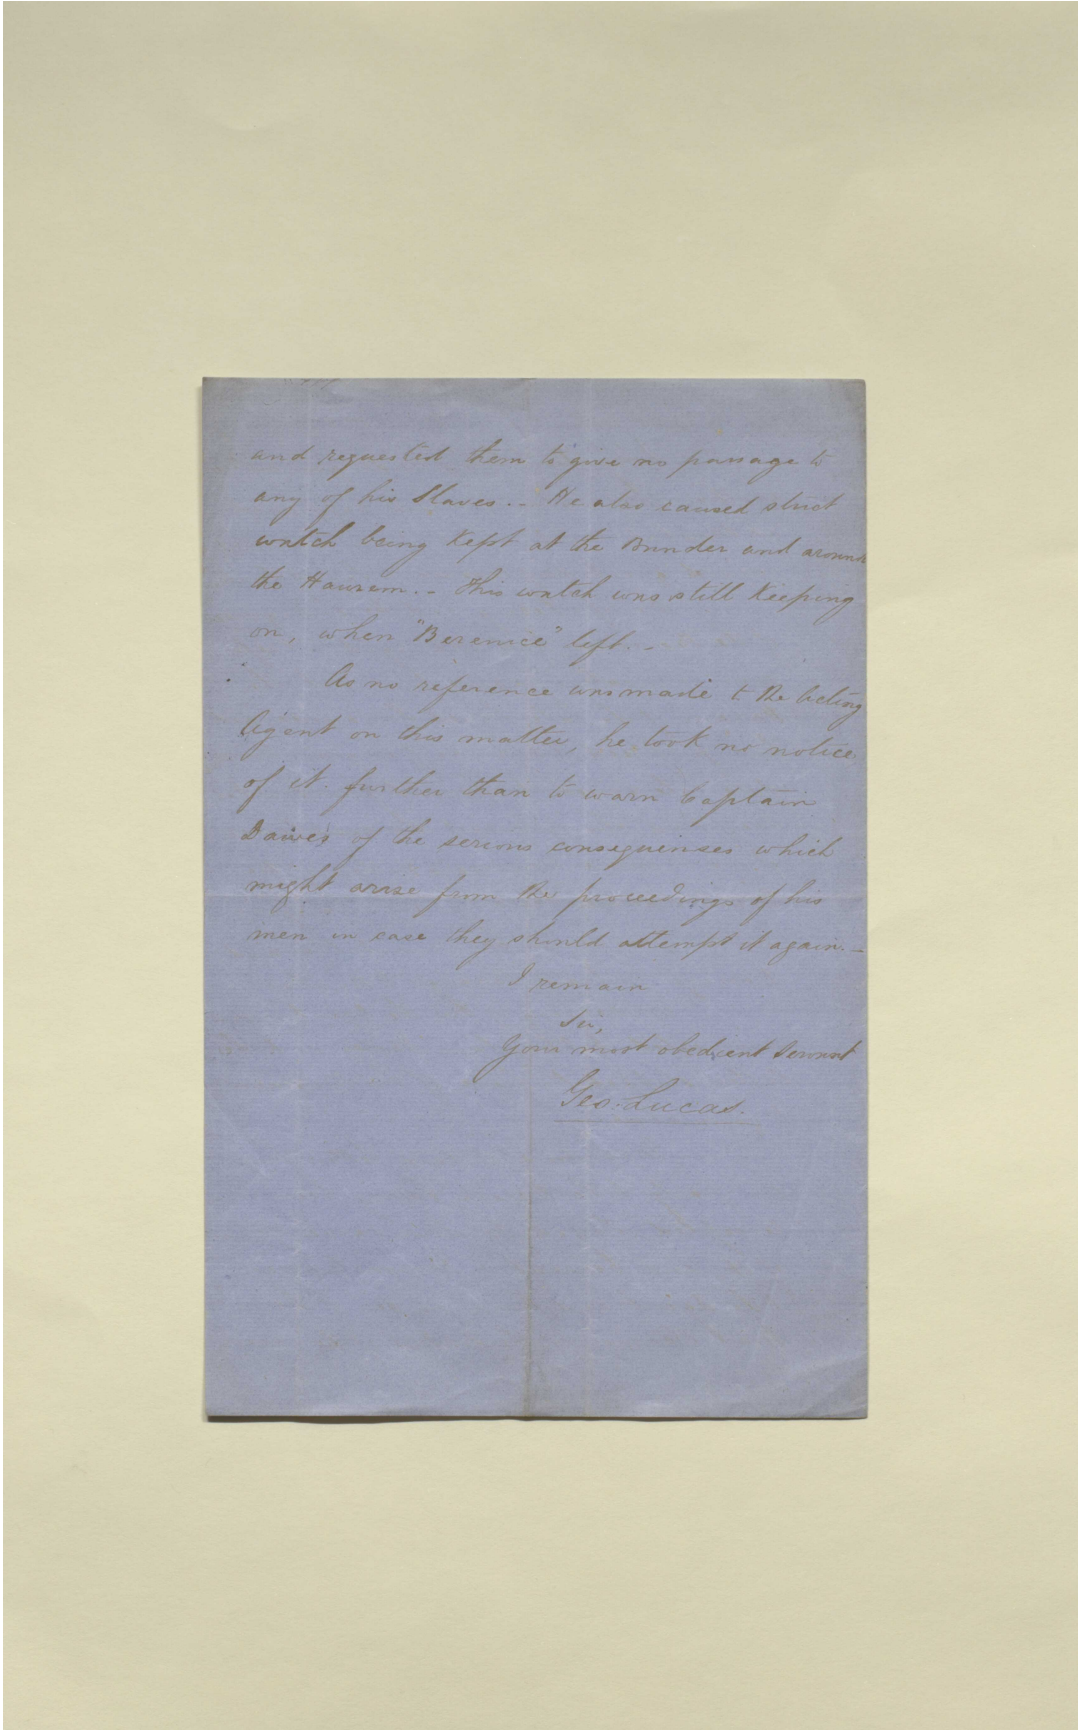 and requested them to give no passage to
any of his Slaves. - He also caused strict
watch being kept at the Bunder and around
the Hawrem. - This watch was still keeping
on, when "Berenice" left. -
As no reference was made to the Acting
Agent on this matter, he took no notice
of it further than to warn Captain
Dawes of the serious consequenses which
might arise from the proceedings of his
men in case they should attempt it again. -
I remain
Sir,
Your most obedient Servant
Geo. Lucas.